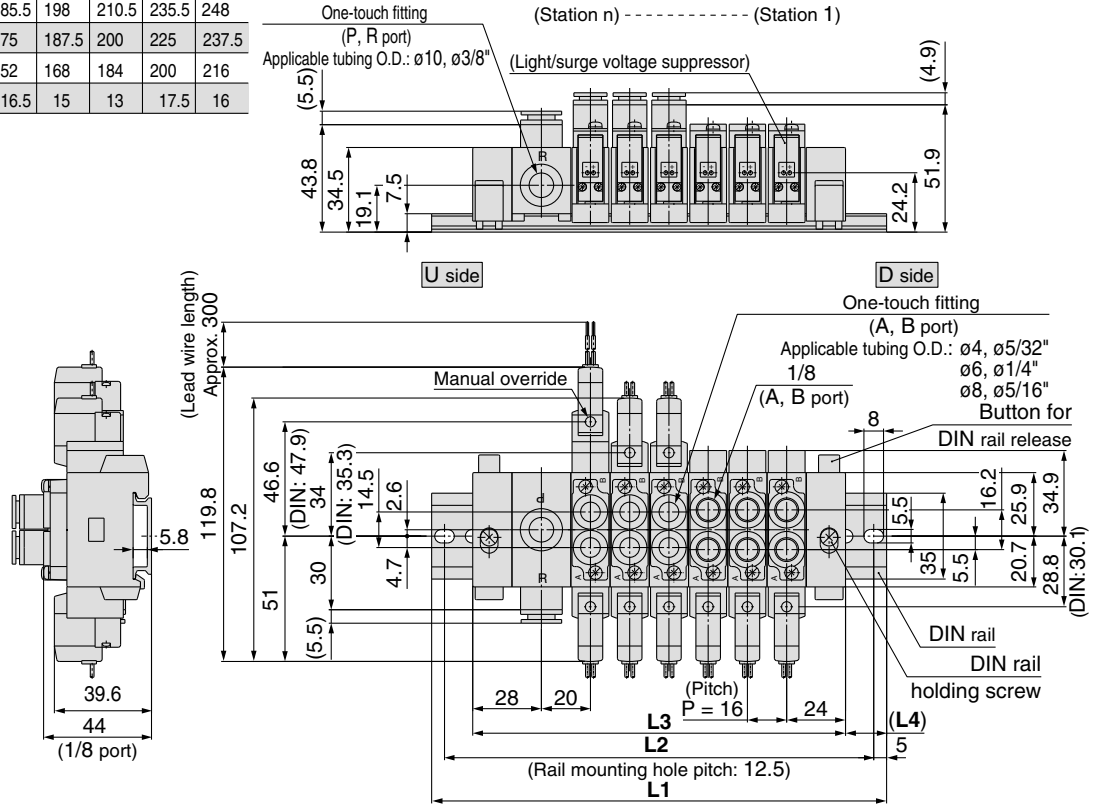 85.5 198 210.5 235.5 248
75 187.5 200 225 237.5
52 168 184 200 216
16.5 15 13 17.5 16
One-touch fitting
(P, R port)
Applicable tubing O.D.: ø10, ø3/8"
(Station n) (Station 1)
(Light/surge voltage suppressor)
(5.5)
43.8
34.5
19.1
7.5
R
(4.9)
51.9
24.2
U side
D side
(Lead wire length)
Approx. 300
One-touch fitting
(A, B port)
Applicable tubing O.D.: ø4, ø5/32"
ø6, ø1/4"
ø8, ø5/16"
1/8
(A, B port)
Manual override
Button for
DIN rail release
8
119.8
107.2
46.6
(DIN: 47.9)
34
(DIN: 35.3)
14.5
2.6
4.7
51
30
(5.5)
P
R
B B B B B B
A A A A A A
5.5
16.2
25.9
34.9
35
5.5
20.7
28.8
(DIN:30.1)
5.8
39.6
44
(1/8 port)
DIN rail
DIN rail
holding screw
28 20
(Pitch)
P = 16
24
L3
(L4)
L2
5
(Rail mounting hole pitch: 12.5)
L1